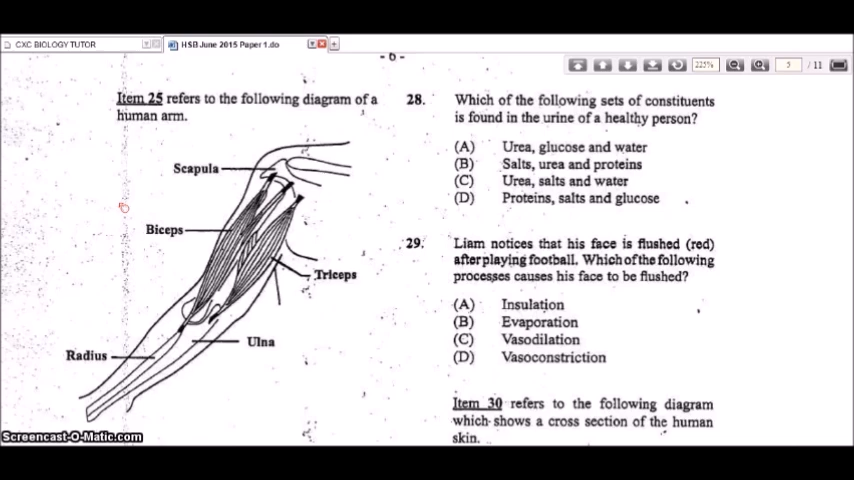 CXC BIOLOGY TUTOR
HSB June 2015 Paper 1.do
- 6 -
225%
5
/ 11
Item 25 refers to the following diagram of a
human arm.
Scapula
Biceps
Triceps
Ulna
Radius
28. Which of the following sets of constituents
is found in the urine of a healthy person?
(A) Urea, glucose and water
(B) Salts, urea and proteins
(C) Urea, salts and water
(D) Proteins, salts and glucose
29. Liam notices that his face is flushed (red)
after playing football. Which of the following
processes causes his face to be flushed?
(A) Insulation
(B) Evaporation
(C) Vasodilation
(D) Vasoconstriction
Item 30 refers to the following diagram
which shows a cross section of the human
skin.
Screencast-O-Matic.com